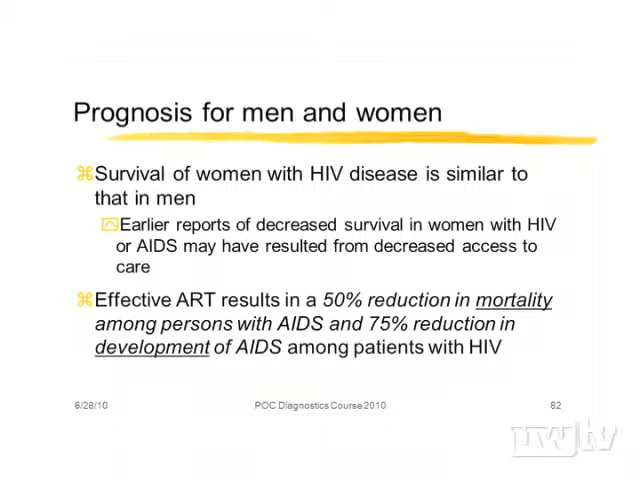 Prognosis for men and women
Survival of women with HIV disease is similar to
that in men
Earlier reports of decreased survival in women with HIV
or AIDS may have resulted from decreased access to
care
Effective ART results in a 50% reduction in mortality
among persons with AIDS and 75% reduction in
development of AIDS among patients with HIV
6/28/10 POC Diagnostics Course 2010 82
uwtv